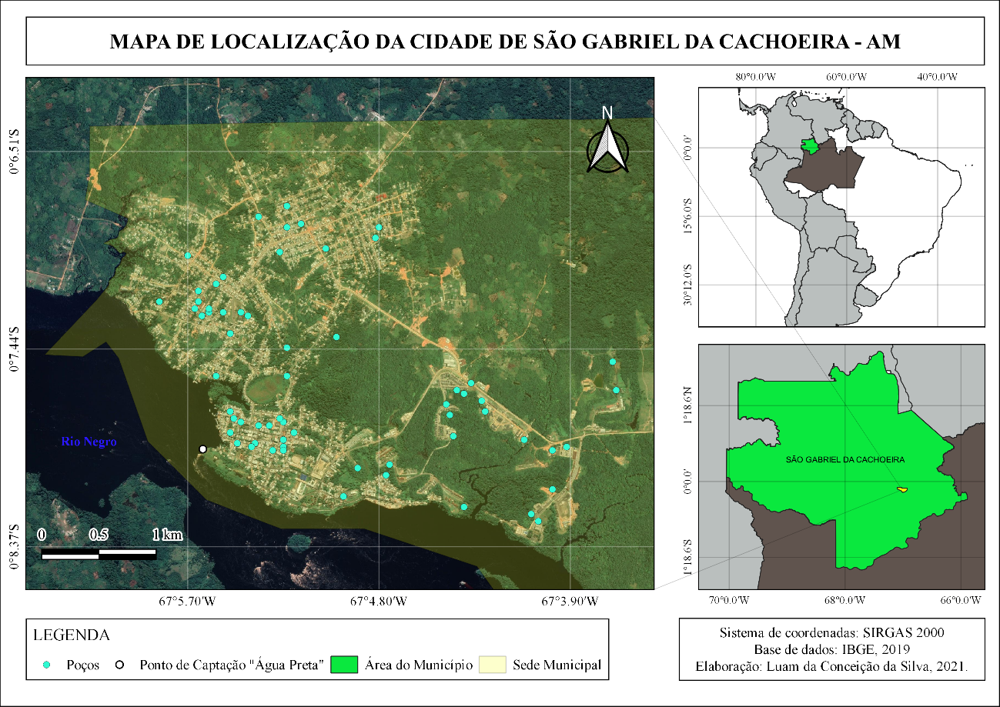 MAPA DE LOCALIZAÇÃO DA CIDADE DE SÃO GABRIEL DA CACHOEIRA - AM
N
0°6.51'S
0°7.44'S
0°8.37'S
Rio Negro
0 0.5 1 km
67°5.70'W 67°4.80'W 67°3.90'W
80°0.0'W 60°0.0'W 40°0.0'W
0°0.0'
15°6.0'S
30°12.0'S
1°18.6'N
0°0.0'
1°18.6'S
SÃO GABRIEL DA CACHOEIRA
70°0.0'W 68°0.0'W 66°0.0'W
LEGENDA
Poços Ponto de Captação "Água Preta" Área do Município Sede Municipal
Sistema de coordenadas: SIRGAS 2000
Base de dados: IBGE, 2019
Elaboração: Luam da Conceição da Silva, 2021.